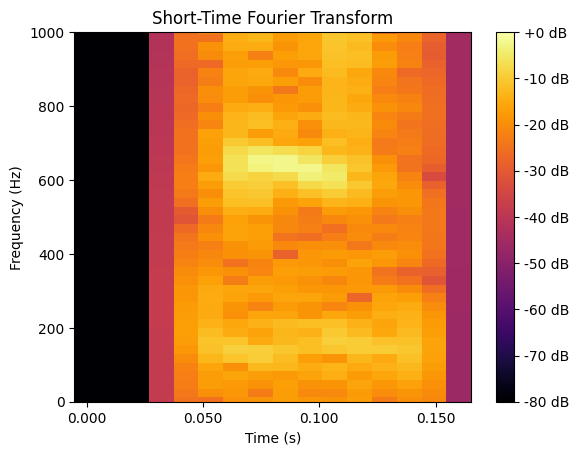 Short-Time Fourier Transform
1000
800
600
400
200
0
Frequency (Hz)
0.000
0.050
0.100
0.150
Time (s)
+0 dB
-10 dB
-20 dB
-30 dB
-40 dB
-50 dB
-60 dB
-70 dB
-80 dB